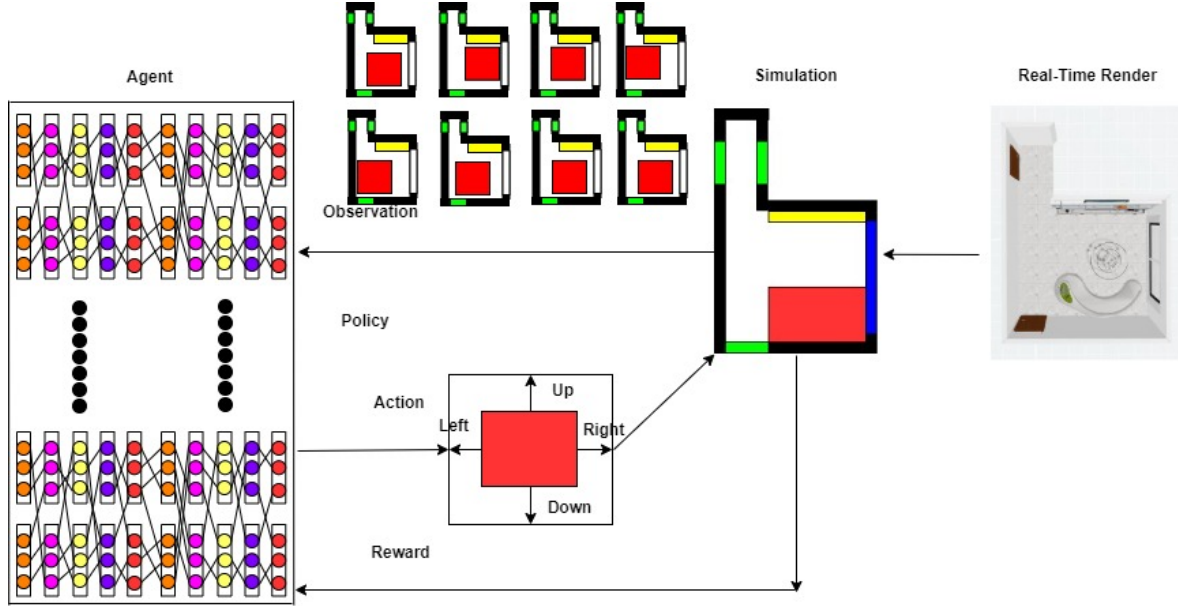 Agent
Simulation
Real-Time Render
Observation
Policy
Action
Up
Left
Right
Down
Reward